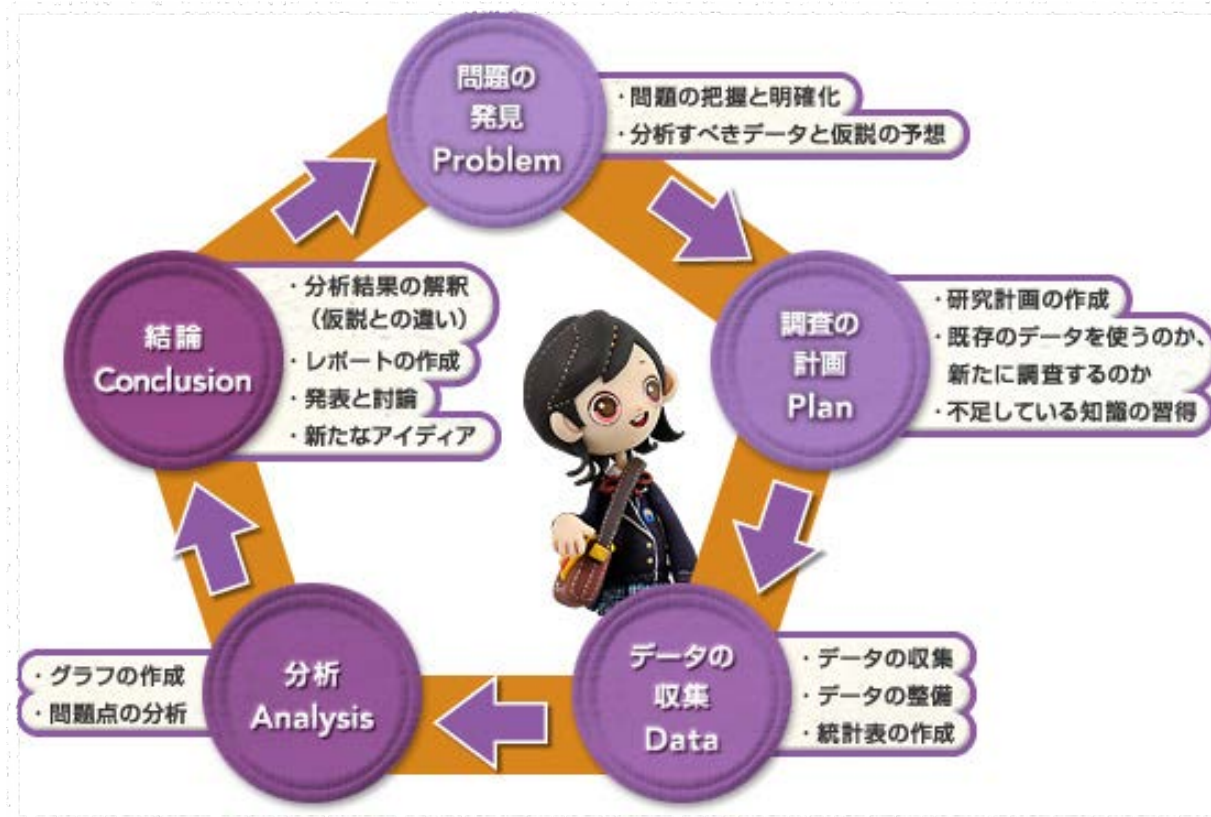 問題の
発見
Problem
・問題の把握と明確化
・分析すべきデータと仮説の予想
調査の
計画
Plan
・研究計画の作成
・既存のデータを使うのか、
新たに調査するのか
・不足している知識の習得
データの
収集
Data
・データの収集
・データの整備
・統計表の作成
分析
Analysis
・グラフの作成
・問題点の分析
結論
Conclusion
・分析結果の解釈
（仮説との違い）
・レポートの作成
・発表と討論
・新たなアイディア